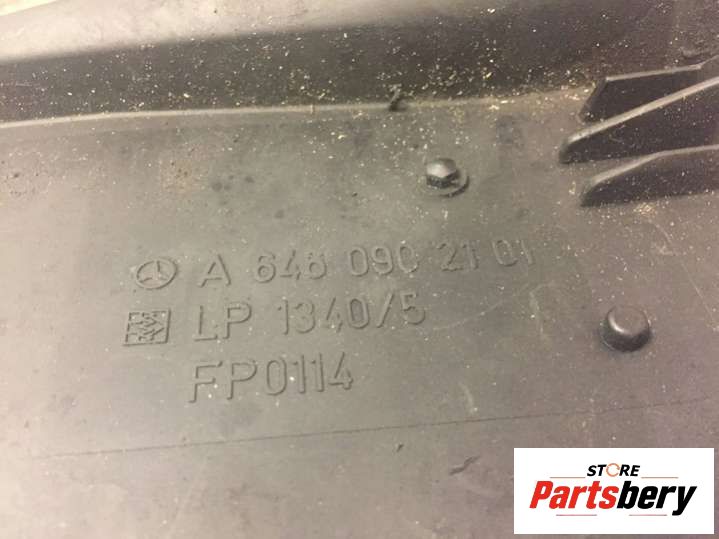 A 646 090 21 01
LP 1340/5
FP0114
STORE
Partsbery